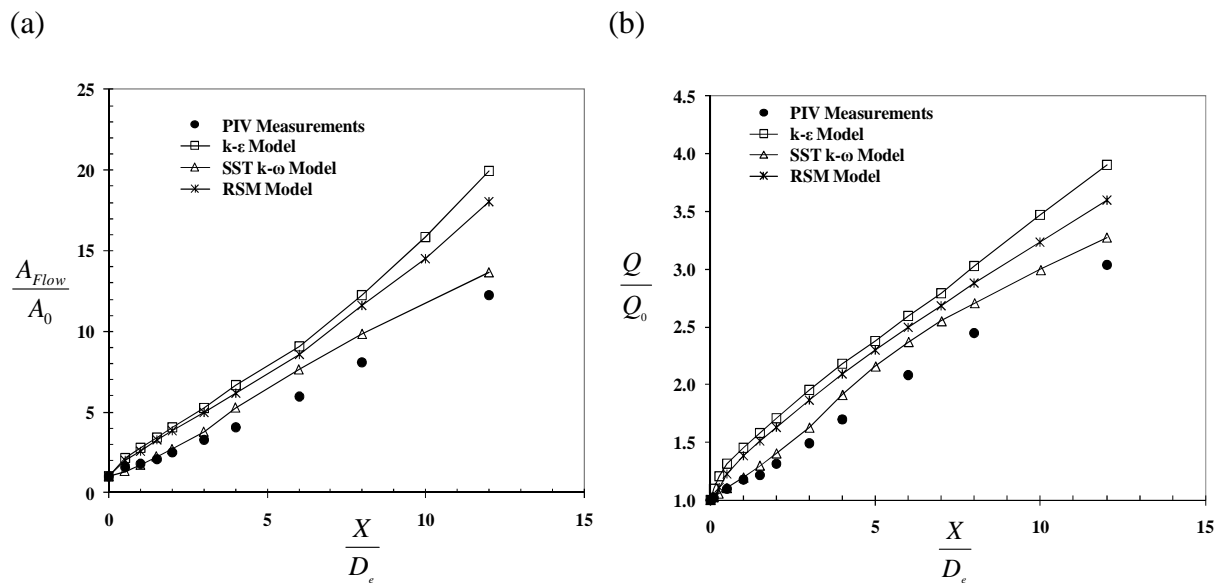 (a)
(b)
25
20
15
10
5
0
PIV Measurements
k-ε Model
SST k-ω Model
RSM Model
A_Flow
A_0
0 5 10 15
X
D_e
4.5
4.0
3.5
3.0
2.5
2.0
1.5
1.0
PIV Measurements
k-ε Model
SST k-ω Model
RSM Model
Q
Q_0
0 5 10 15
X
D_e